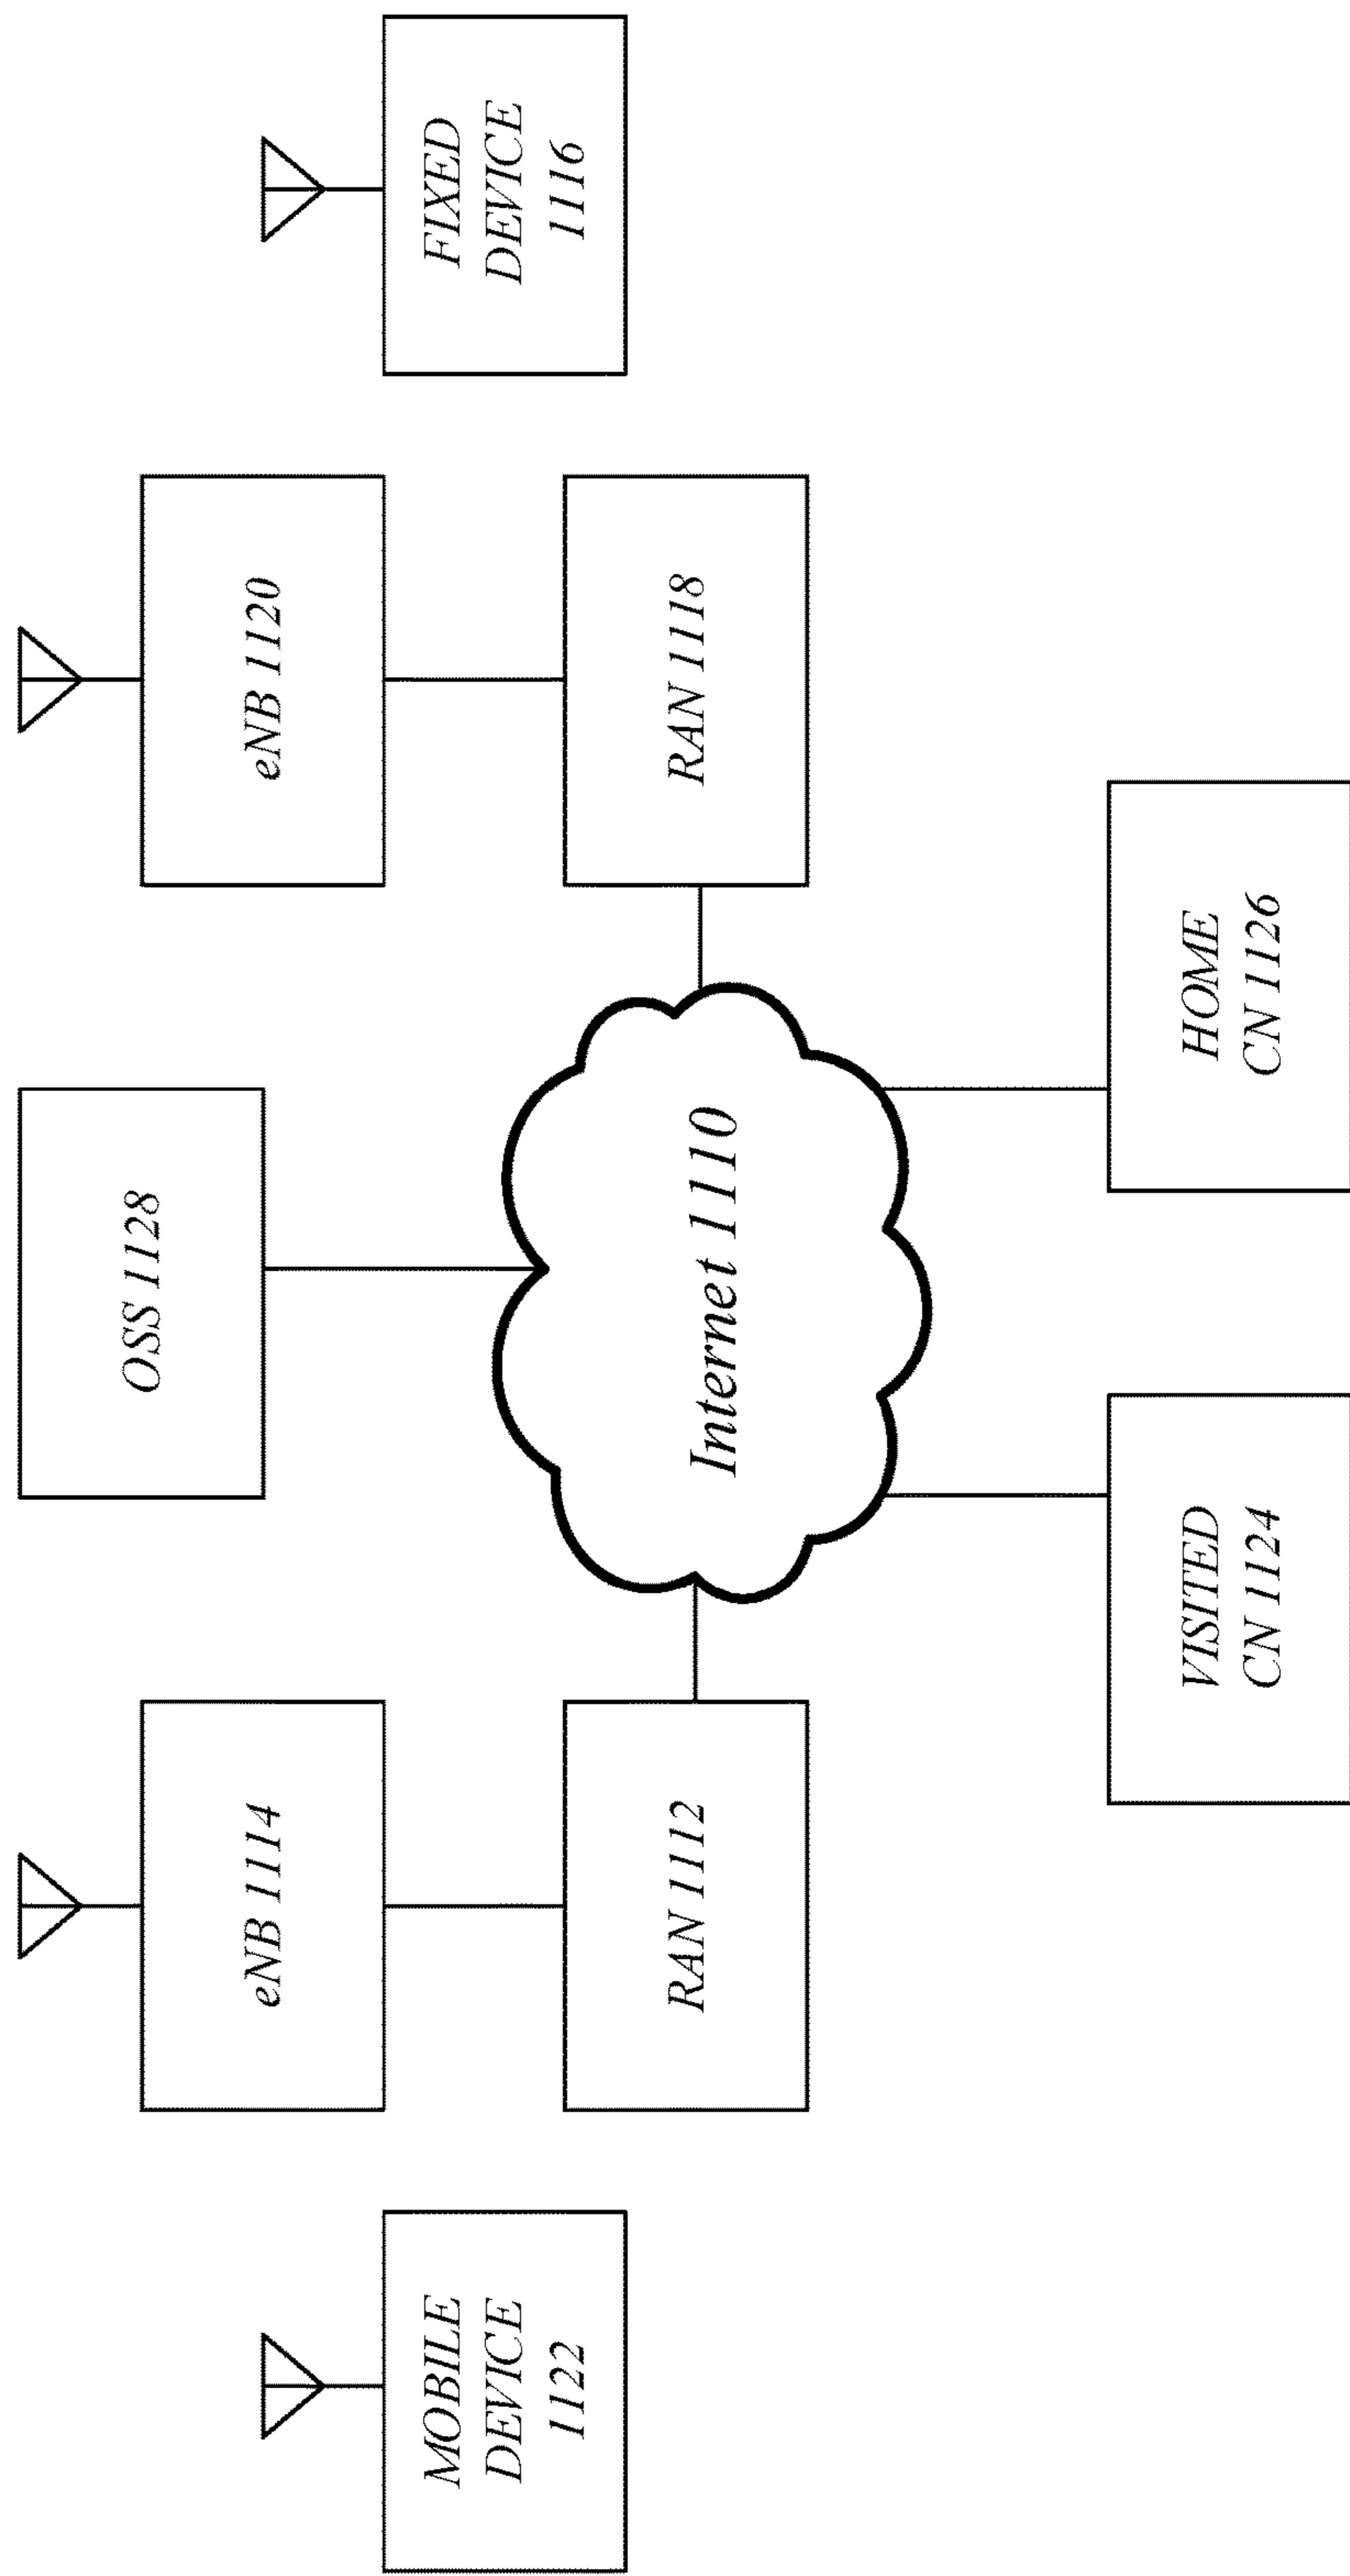 OSS 1128
eNB 1114
eNB 1120
MOBILE
DEVICE
1122
FIXED
DEVICE
1116
RAN 1112
Internet 1110
RAN 1118
VISITED
CN 1124
HOME
CN 1126